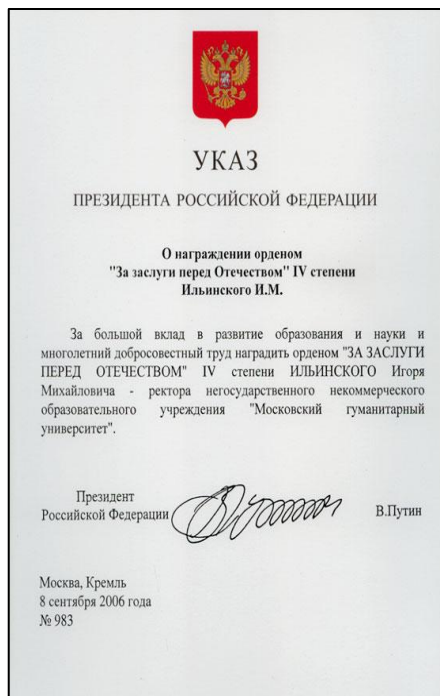 УКАЗ
ПРЕЗИДЕНТА РОССИЙСКОЙ ФЕДЕРАЦИИ
О награждении орденом
"За заслуги перед Отечеством" IV степени
Ильинского И.М.
За большой вклад в развитие образования и науки и
многолетний добросовестный труд наградить орденом "ЗА ЗАСЛУГИ
ПЕРЕД ОТЕЧЕСТВОМ" IV степени ИЛЬИНСКОГО Игоря
Михайловича - ректора негосударственного некоммерческого
образовательного учреждения "Московский гуманитарный
университет".
Президент
Российской Федерации
В.Путин
Москва, Кремль
8 сентября 2006 года
№ 983